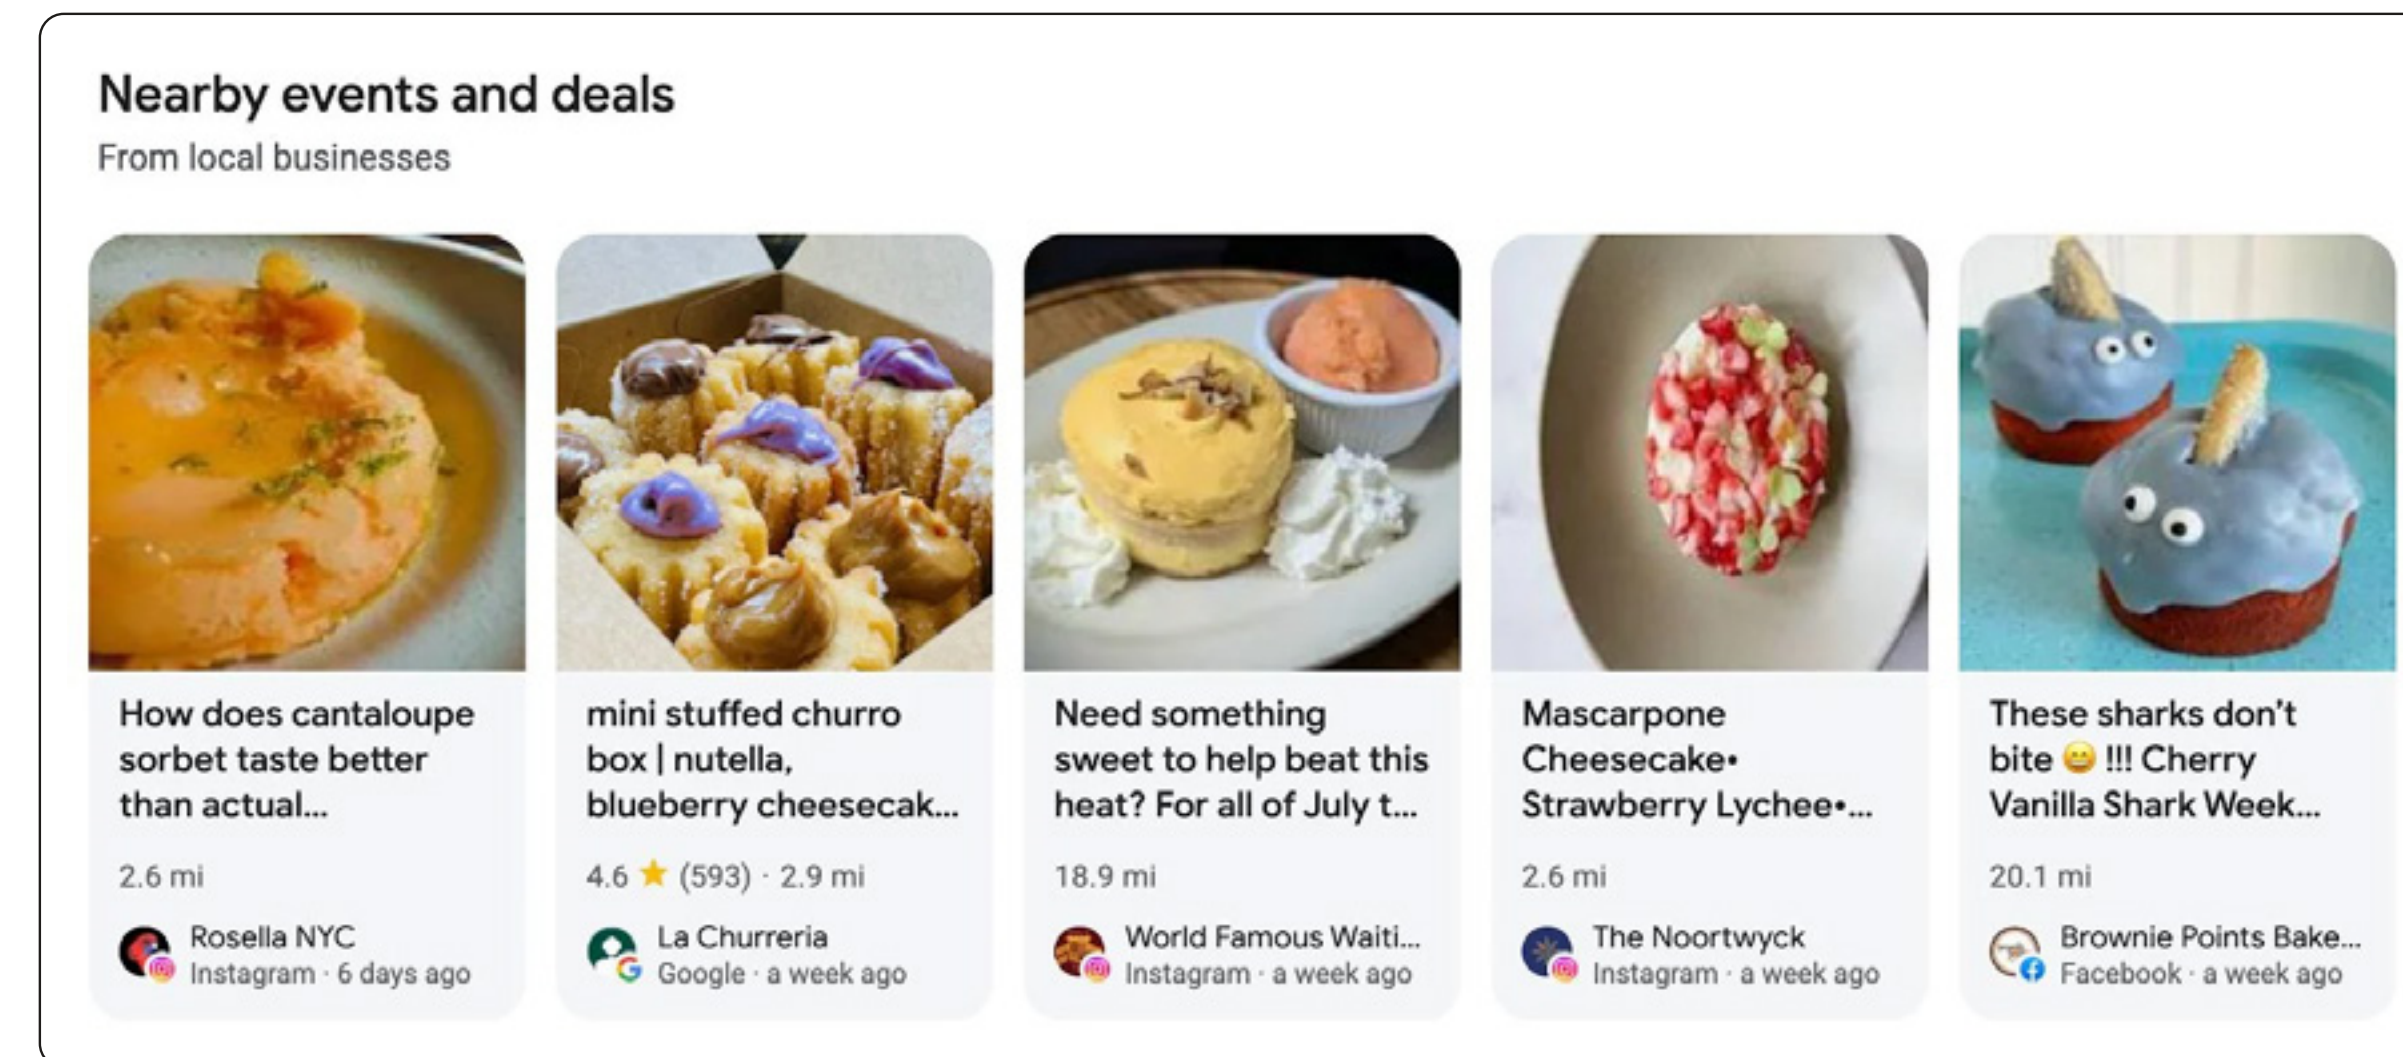 Nearby events and deals
From local businesses
How does cantaloupe
sorbet taste better
than actual...
2.6 mi
Rosella NYC
Instagram · 6 days ago
mini stuffed churro
box | nutella,
blueberry cheesecak...
4.6 ★ (593) · 2.9 mi
La Churreria
Google · a week ago
Need something
sweet to help beat this
heat? For all of July t...
18.9 mi
World Famous Waiti...
Instagram · a week ago
Mascarpone
Cheesecake•
Strawberry Lychee•...
2.6 mi
The Noortwyck
Instagram · a week ago
These sharks don't
bite 😁 !!! Cherry
Vanilla Shark Week...
20.1 mi
Brownie Points Bake...
Facebook · a week ago